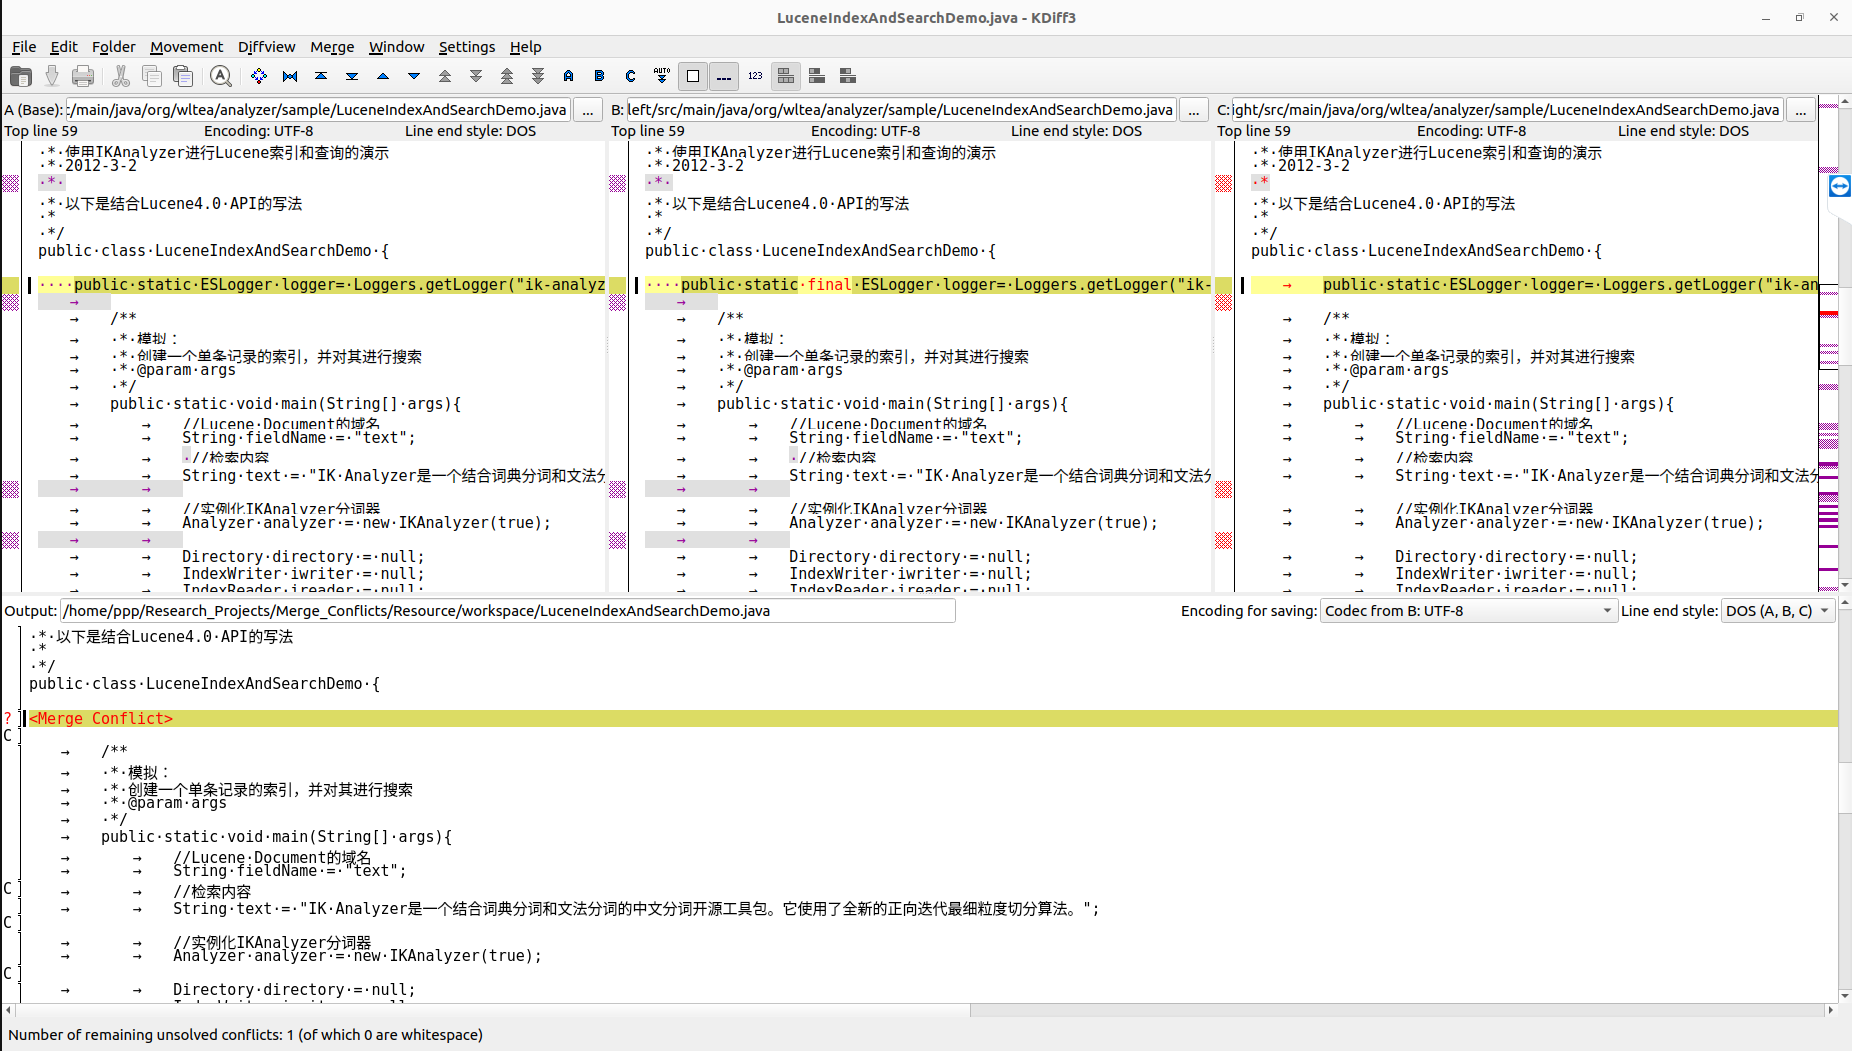 LuceneIndexAndSearchDemo.java - KDiff3
File Edit Folder Movement Diffview Merge Window Settings Help
A B C AUTO 123
A (Base): :/main/java/org/wltea/analyzer/sample/LuceneIndexAndSearchDemo.java ...
Top line 59 Encoding: UTF-8 Line end style: DOS
·*·使用IKAnalyzer进行Lucene索引和查询的演示
·*·2012-3-2
·*·
·*·以下是结合Lucene4.0·API的写法
·*
·*/
public·class·LuceneIndexAndSearchDemo·{
····public·static·ESLogger·logger=·Loggers.getLogger("ik-analyz
→
→ /**
→ ·*·模拟：
→ ·*·创建一个单条记录的索引，并对其进行搜索
→ ·*·@param·args
→ ·*/
→ public·static·void·main(String[]·args){
→ → //Lucene·Document的域名
→ → String·fieldName·=·"text";
→ → ·//检索内容
→ → String·text·=·"IK·Analyzer是一个结合词典分词和文法分
→ →
→ → //实例化IKAnalyzer分词器
→ → Analyzer·analyzer·=·new·IKAnalyzer(true);
→ →
→ → Directory·directory·=·null;
→ → IndexWriter·iwriter·=·null;
→ → IndexReader·ireader·=·null;
B: left/src/main/java/org/wltea/analyzer/sample/LuceneIndexAndSearchDemo.java ...
Top line 59 Encoding: UTF-8 Line end style: DOS
·*·使用IKAnalyzer进行Lucene索引和查询的演示
·*·2012-3-2
·*·
·*·以下是结合Lucene4.0·API的写法
·*
·*/
public·class·LuceneIndexAndSearchDemo·{
····public·static·final·ESLogger·logger=·Loggers.getLogger("ik-
→
→ /**
→ ·*·模拟：
→ ·*·创建一个单条记录的索引，并对其进行搜索
→ ·*·@param·args
→ ·*/
→ public·static·void·main(String[]·args){
→ → //Lucene·Document的域名
→ → String·fieldName·=·"text";
→ → ·//检索内容
→ → String·text·=·"IK·Analyzer是一个结合词典分词和文法分
→ →
→ → //实例化IKAnalyzer分词器
→ → Analyzer·analyzer·=·new·IKAnalyzer(true);
→ →
→ → Directory·directory·=·null;
→ → IndexWriter·iwriter·=·null;
→ → IndexReader·ireader·=·null;
C: ight/src/main/java/org/wltea/analyzer/sample/LuceneIndexAndSearchDemo.java ...
Top line 59 Encoding: UTF-8 Line end style: DOS
·*·使用IKAnalyzer进行Lucene索引和查询的演示
·*·2012-3-2
·*
·*·以下是结合Lucene4.0·API的写法
·*
·*/
public·class·LuceneIndexAndSearchDemo·{
→ public·static·ESLogger·logger=·Loggers.getLogger("ik-an
→ /**
→ ·*·模拟：
→ ·*·创建一个单条记录的索引，并对其进行搜索
→ ·*·@param·args
→ ·*/
→ public·static·void·main(String[]·args){
→ → //Lucene·Document的域名
→ → String·fieldName·=·"text";
→ → //检索内容
→ → String·text·=·"IK·Analyzer是一个结合词典分词和文法分
→ → //实例化IKAnalyzer分词器
→ → Analyzer·analyzer·=·new·IKAnalyzer(true);
→ → Directory·directory·=·null;
→ → IndexWriter·iwriter·=·null;
→ → IndexReader·ireader·=·null;
Output: /home/ppp/Research_Projects/Merge_Conflicts/Resource/workspace/LuceneIndexAndSearchDemo.java Encoding for saving: Codec from B: UTF-8 Line end style: DOS (A, B, C)
·*·以下是结合Lucene4.0·API的写法
·*
·*/
public·class·LuceneIndexAndSearchDemo·{
? <Merge Conflict>
C
→ /**
→ ·*·模拟：
→ ·*·创建一个单条记录的索引，并对其进行搜索
→ ·*·@param·args
→ ·*/
→ public·static·void·main(String[]·args){
→ → //Lucene·Document的域名
→ → String·fieldName·=·"text";
C → → //检索内容
→ → String·text·=·"IK·Analyzer是一个结合词典分词和文法分词的中文分词开源工具包。它使用了全新的正向迭代最细粒度切分算法。";
C
→ → //实例化IKAnalyzer分词器
→ → Analyzer·analyzer·=·new·IKAnalyzer(true);
C
→ → Directory·directory·=·null;
Number of remaining unsolved conflicts: 1 (of which 0 are whitespace)